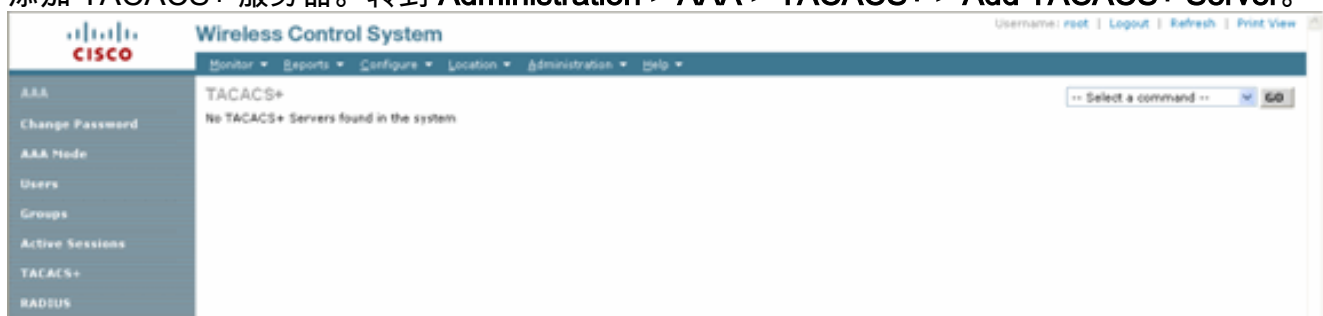 添加 TACACS+ 服务器。转到 Administration > AAA > TACACS+ > Add TACACS+ Server。
CISCO
Wireless Control System
Username: root | Logout | Refresh | Print View
Monitor Reports Configure Location Administration Help
AAA
Change Password
AAA Mode
Users
Groups
Active Sessions
TACACS+
RADIUS
TACACS+
-- Select a command -- GO
No TACACS+ Servers found in the system